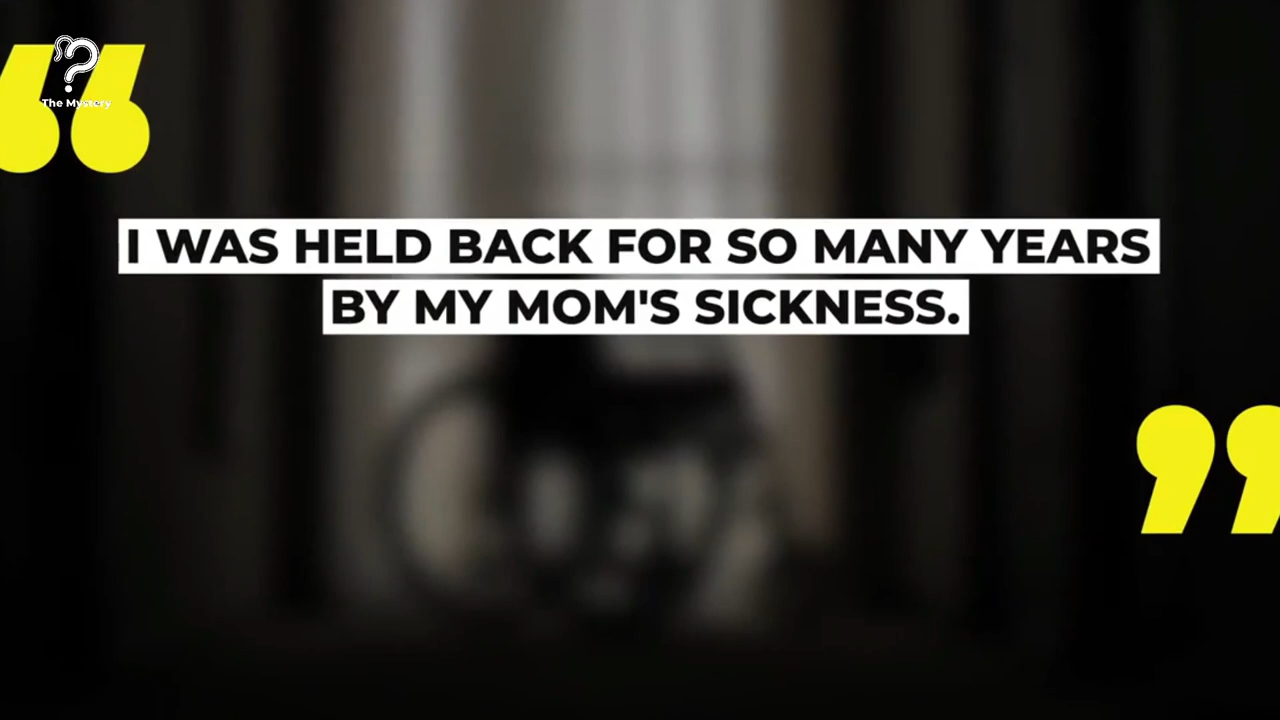 The Mystery
I WAS HELD BACK FOR SO MANY YEARS
BY MY MOM'S SICKNESS.